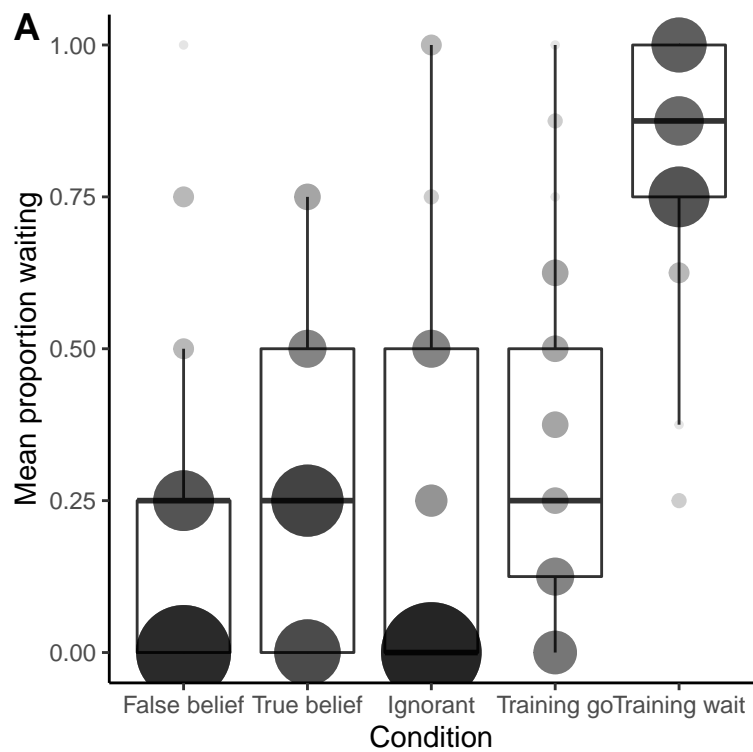 A
1.00
0.75
0.50
0.25
0.00
Mean proportion waiting
False belief True belief Ignorant Training go Training wait
Condition